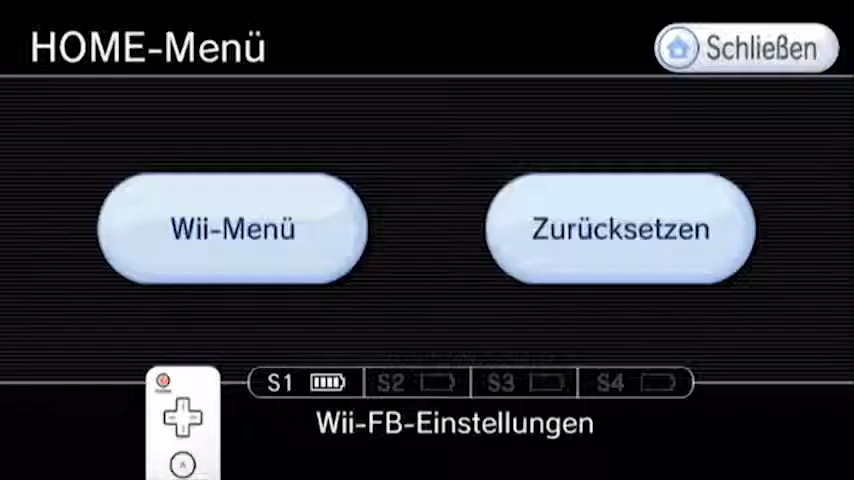 HOME-Menü
Schließen
Wii-Menü
Zurücksetzen
S1 S2 S3 S4
Wii-FB-Einstellungen
A